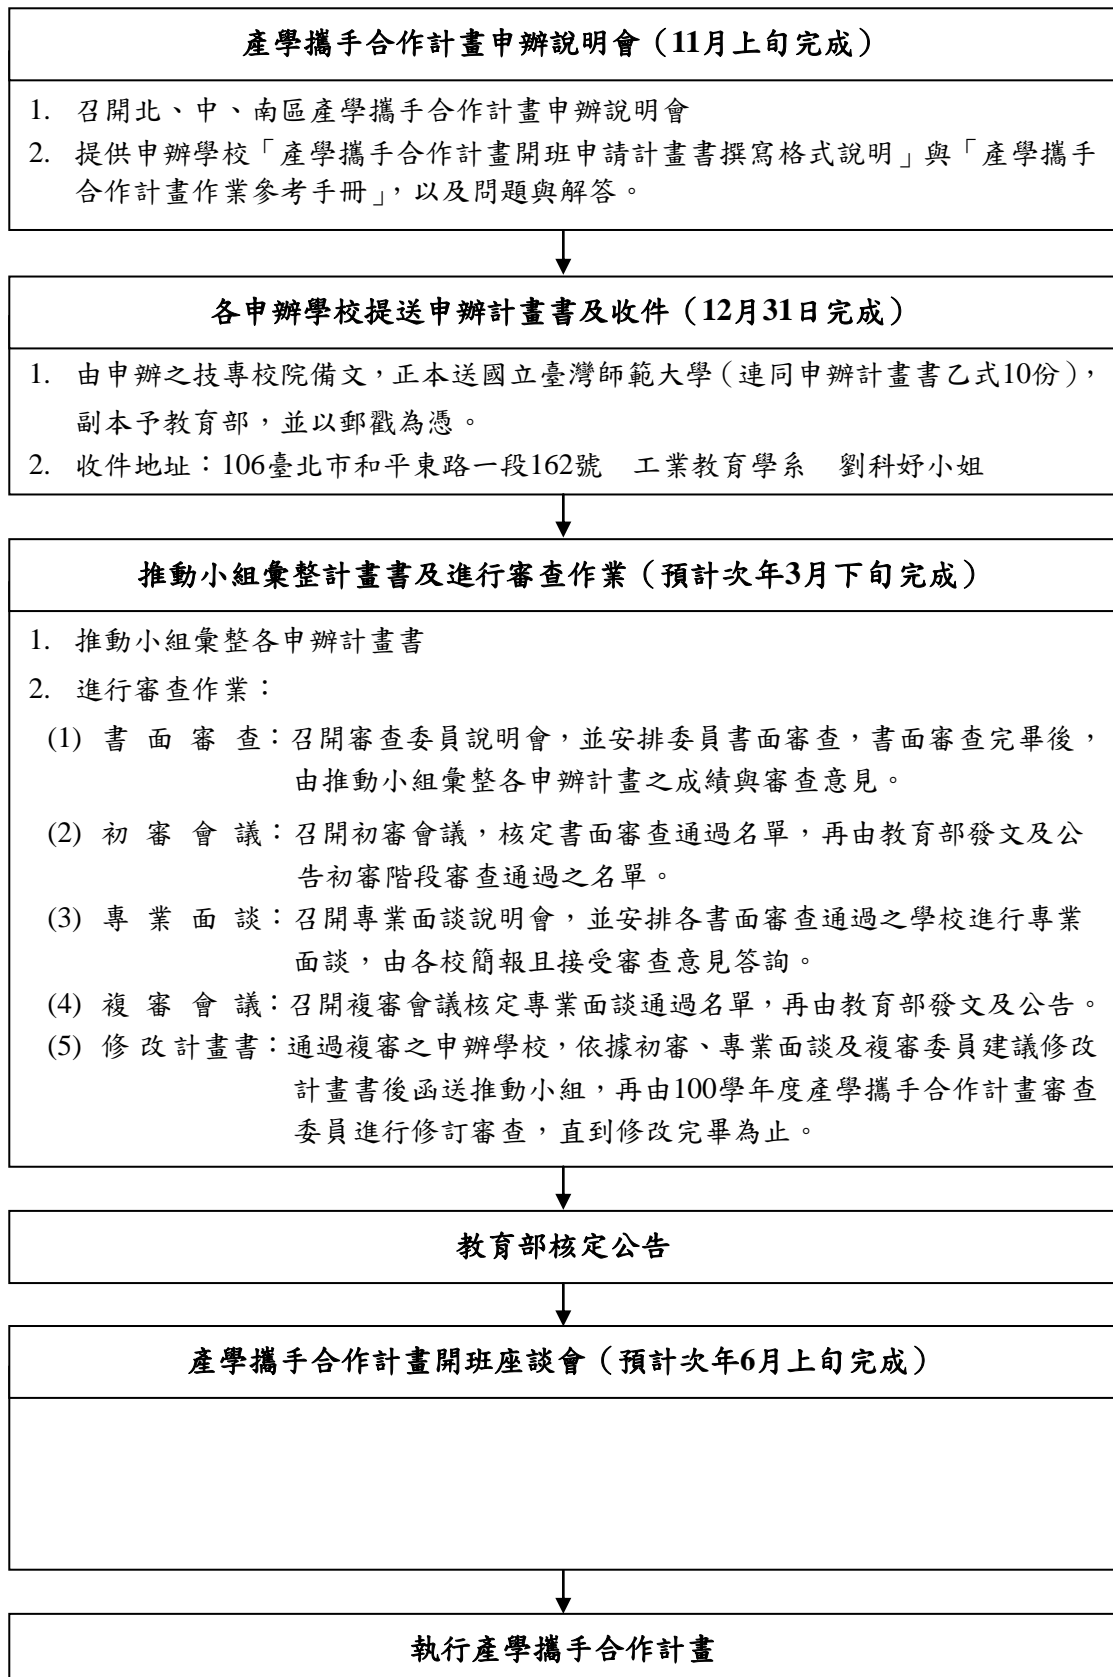 產學攜手合作計畫申辦說明會（11月上旬完成）
1. 召開北、中、南區產學攜手合作計畫申辦說明會
2. 提供申辦學校「產學攜手合作計畫開班申請計畫書撰寫格式說明」與「產學攜手
合作計畫作業參考手冊」，以及問題與解答。
各申辦學校提送申辦計畫書及收件（12月31日完成）
1. 由申辦之技專校院備文，正本送國立臺灣師範大學（連同申辦計畫書乙式10份），
副本予教育部，並以郵戳為憑。
2. 收件地址：106臺北市和平東路一段162號　工業教育學系　劉科妤小姐
推動小組彙整計畫書及進行審查作業（預計次年3月下旬完成）
1. 推動小組彙整各申辦計畫書
2. 進行審查作業：
(1) 書 面 審 查：召開審查委員說明會，並安排委員書面審查，書面審查完畢後，
由推動小組彙整各申辦計畫之成績與審查意見。
(2) 初 審 會 議：召開初審會議，核定書面審查通過名單，再由教育部發文及公
告初審階段審查通過之名單。
(3) 專 業 面 談：召開專業面談說明會，並安排各書面審查通過之學校進行專業
面談，由各校簡報且接受審查意見答詢。
(4) 複 審 會 議：召開複審會議核定專業面談通過名單，再由教育部發文及公告。
(5) 修 改 計 畫 書：通過複審之申辦學校，依據初審、專業面談及複審委員建議修改
計畫書後函送推動小組，再由100學年度產學攜手合作計畫審查
委員進行修訂審查，直到修改完畢為止。
教育部核定公告
產學攜手合作計畫開班座談會（預計次年6月上旬完成）
執行產學攜手合作計畫